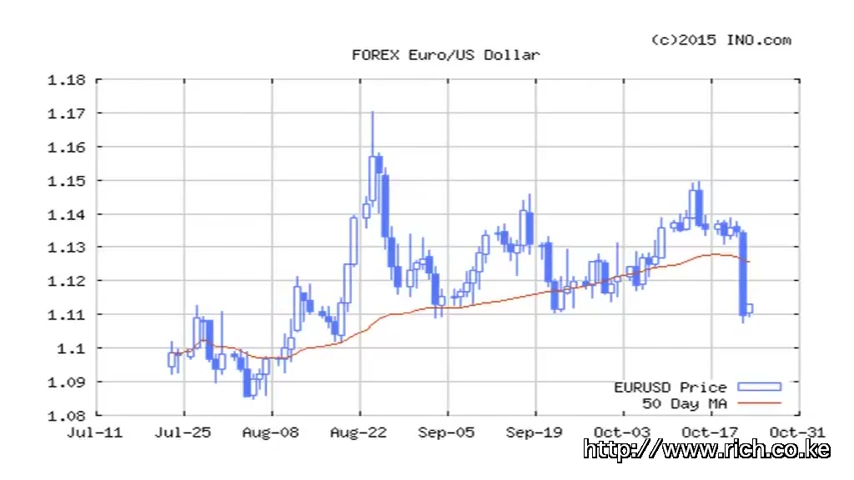 (c)2015 INO.com
FOREX Euro/US Dollar
1.18
1.17
1.16
1.15
1.14
1.13
1.12
1.11
1.1
1.09
1.08
EURUSD Price
50 Day MA
Jul-11 Jul-25 Aug-08 Aug-22 Sep-05 Sep-19 Oct-03 Oct-17 Oct-31
http://www.rich.co.ke